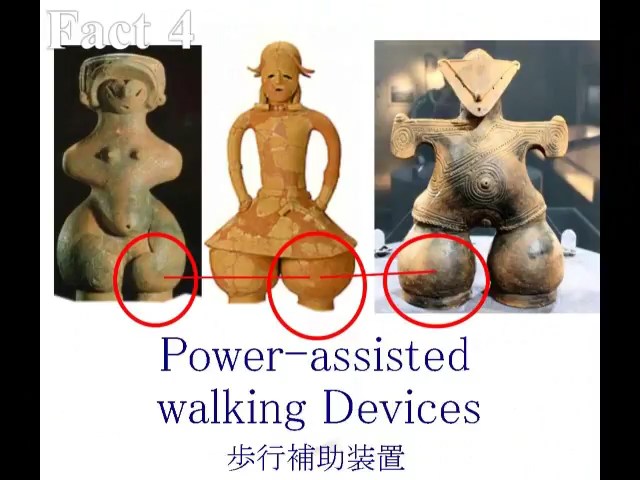 Fact 4
Power-assisted
walking Devices
歩行補助装置